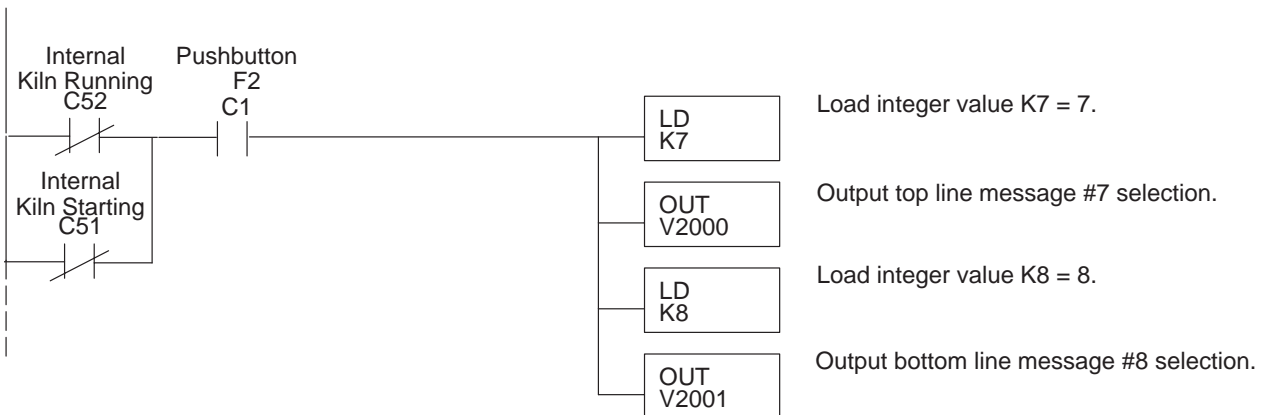 Internal
Kiln Running
C52
Pushbutton
F2
C1
LD
K7
Load integer value K7 = 7.
Internal
Kiln Starting
C51
OUT
V2000
Output top line message #7 selection.
LD
K8
Load integer value K8 = 8.
OUT
V2001
Output bottom line message #8 selection.